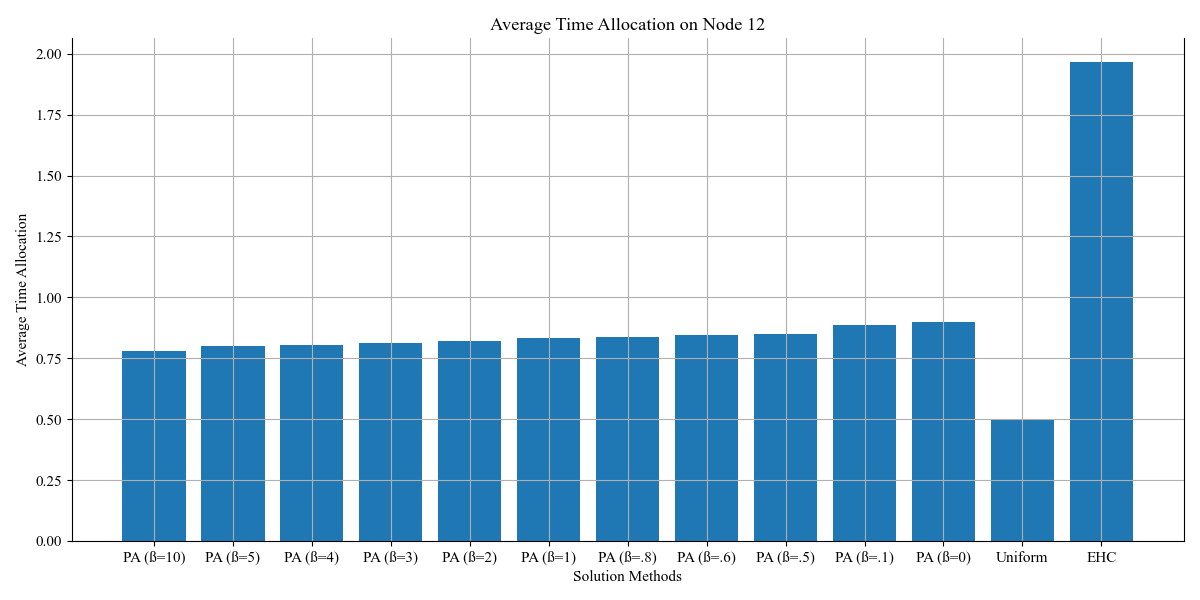 Average Time Allocation on Node 12
Average Time Allocation
2.00
1.75
1.50
1.25
1.00
0.75
0.50
0.25
0.00
PA (ß=10) PA (ß=5) PA (ß=4) PA (ß=3) PA (ß=2) PA (ß=1) PA (ß=.8) PA (ß=.6) PA (ß=.5) PA (ß=.1) PA (ß=0) Uniform EHC
Solution Methods